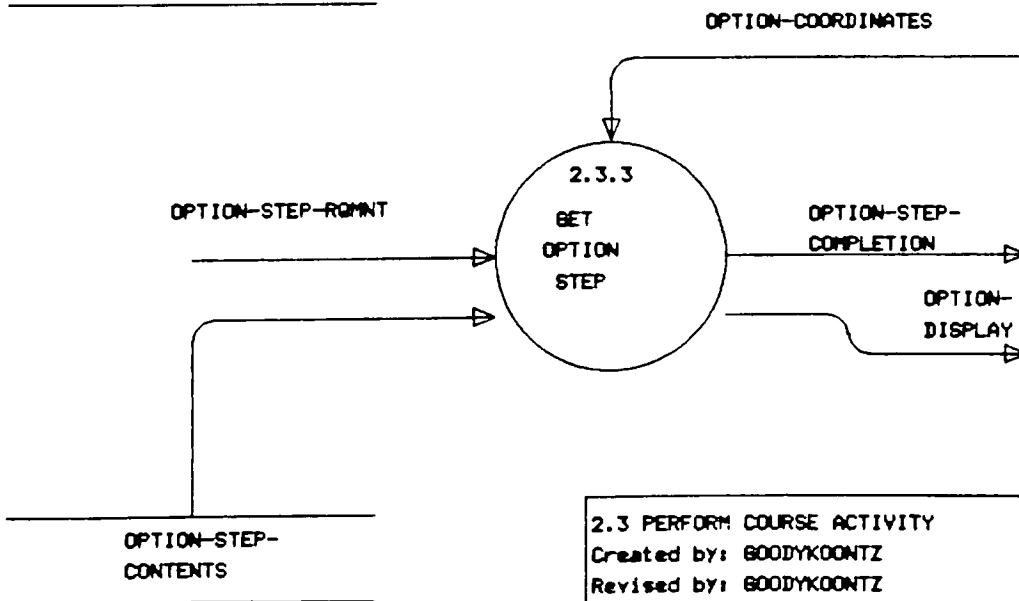 OPTION-COORDINATES
2.3.3
GET
OPTION
STEP
OPTION-STEP-RQMNT
OPTION-STEP-
COMPLETION
OPTION-
DISPLAY
OPTION-STEP-
CONTENTS
2.3 PERFORM COURSE ACTIVITY
Created by: GOODYKOONTZ
Revised by: GOODYKOONTZ